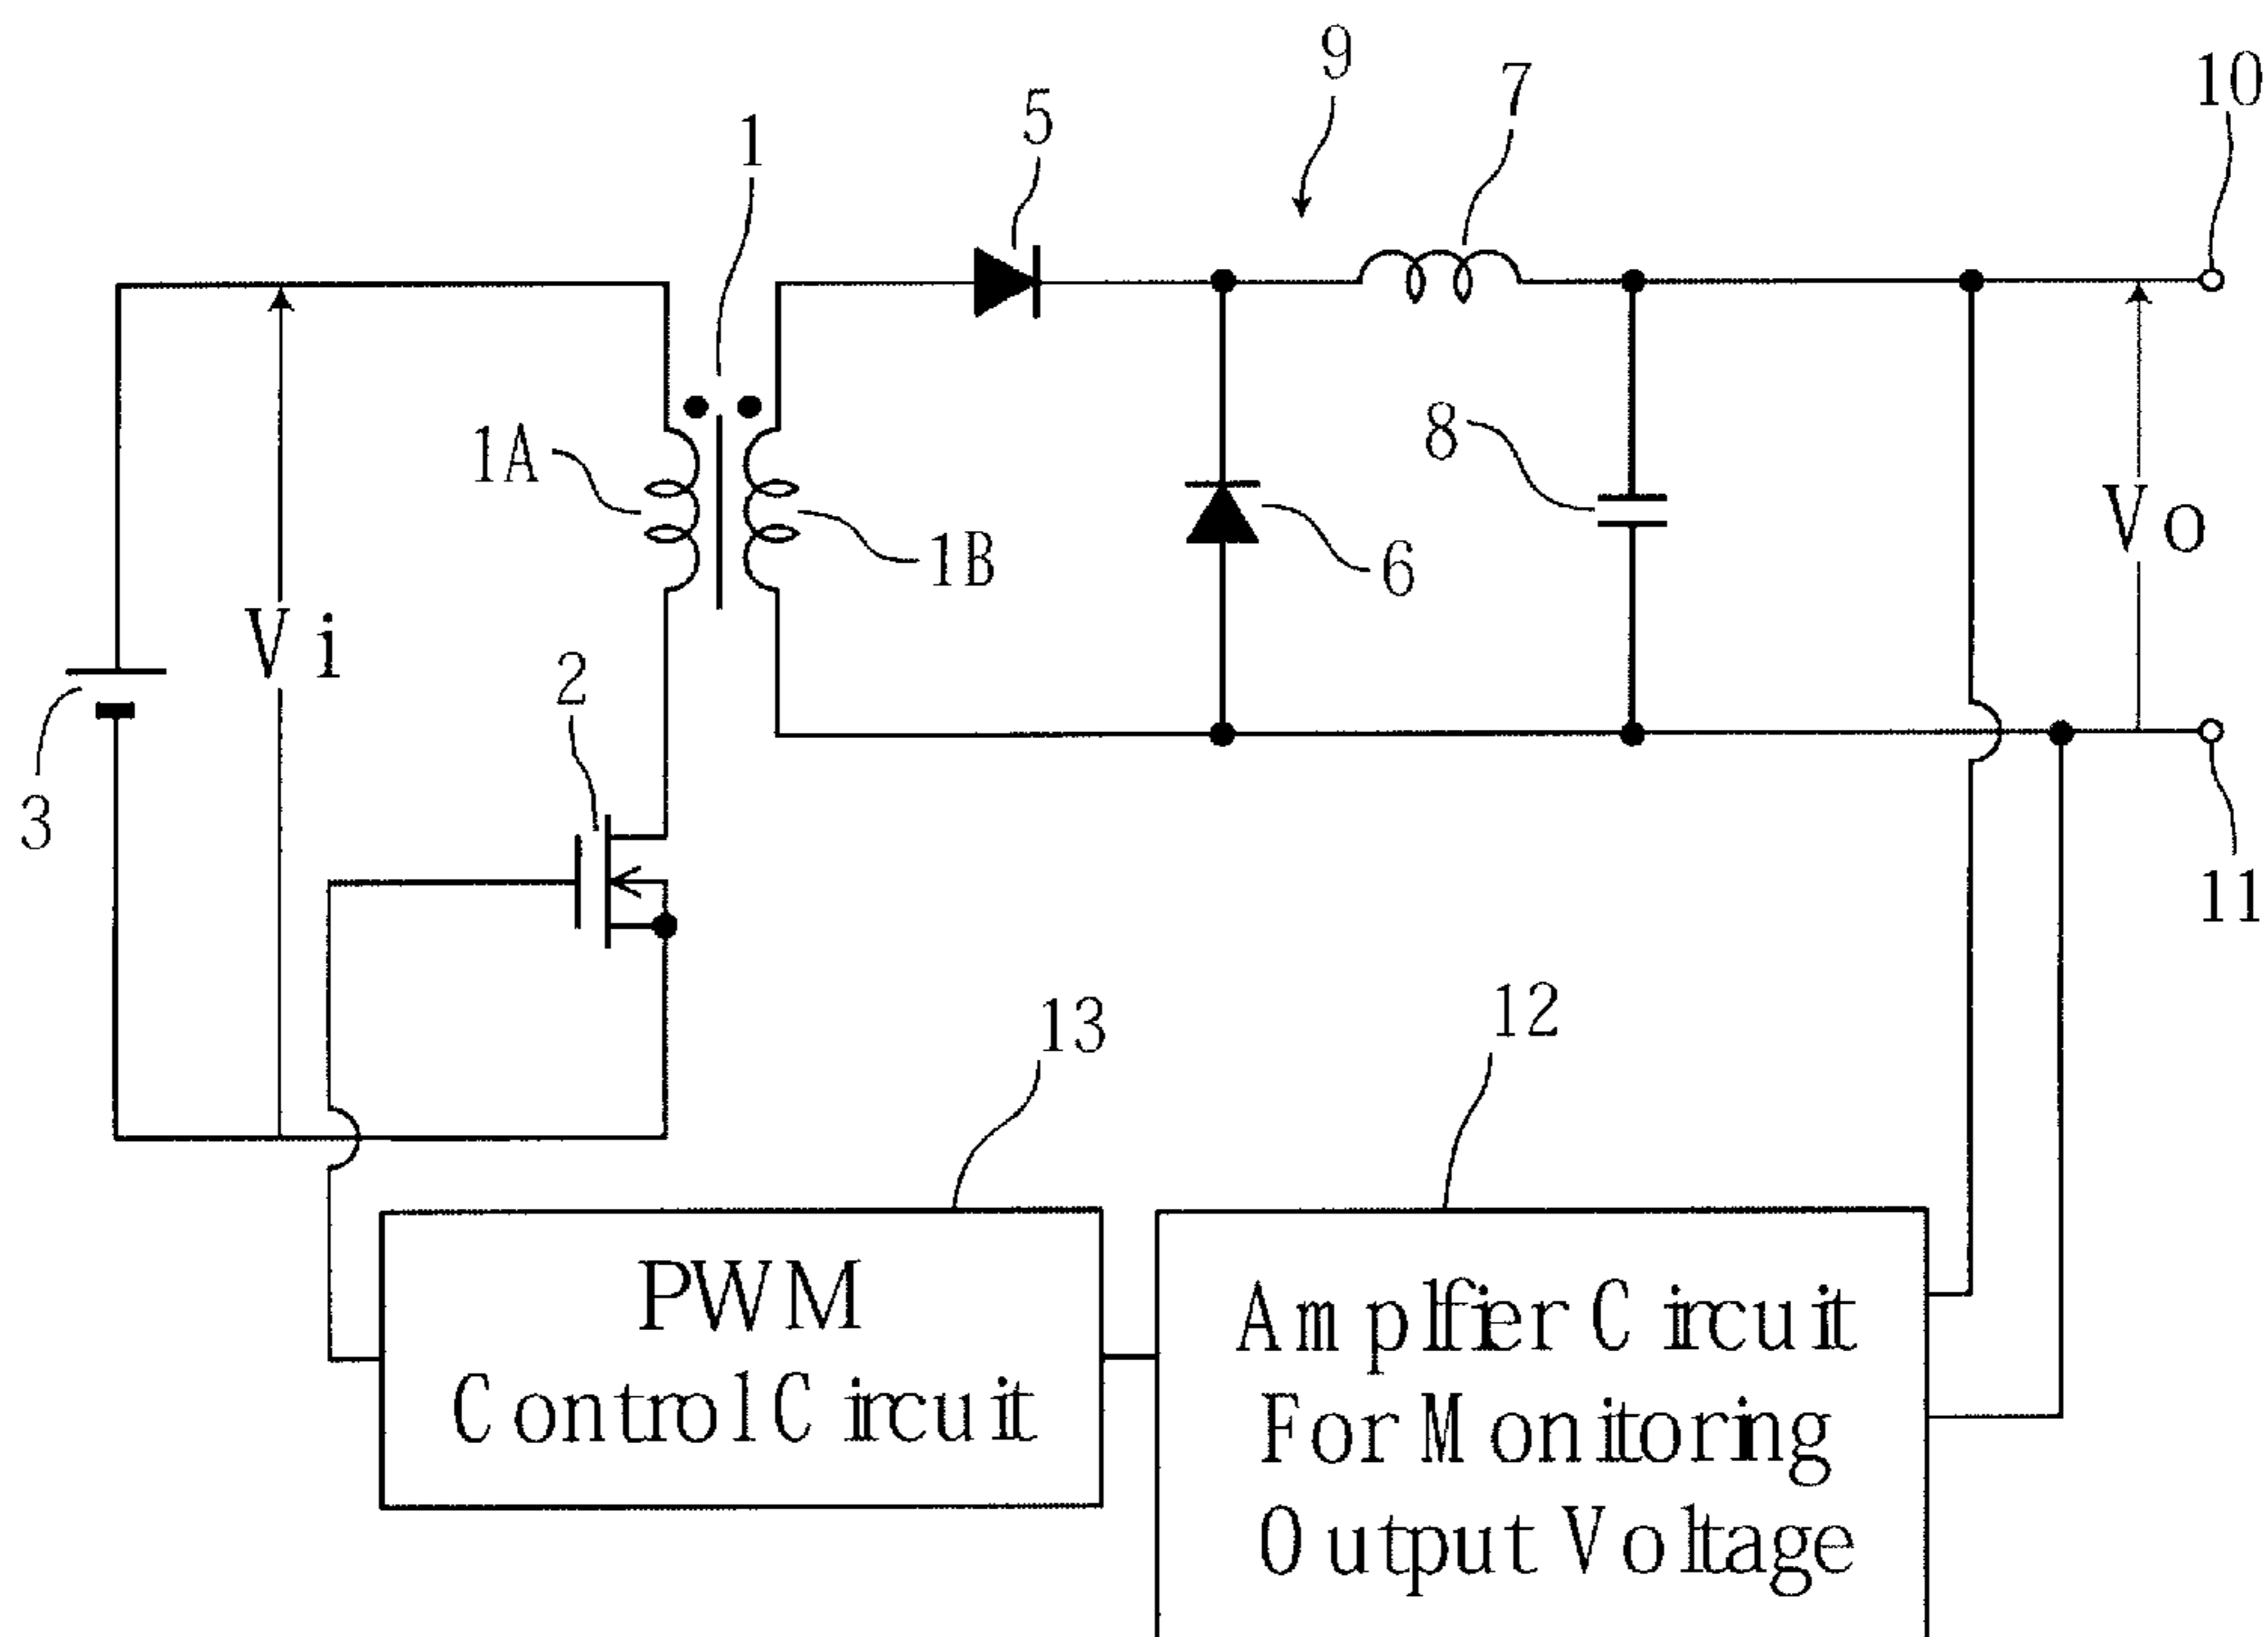 9
7
10
5
1
1A
1B
8
6
Vo
Vi
2
3
11
13
12
PWM
Control Circuit
Amplfier Circuit
For Monitoring
Output Voltage